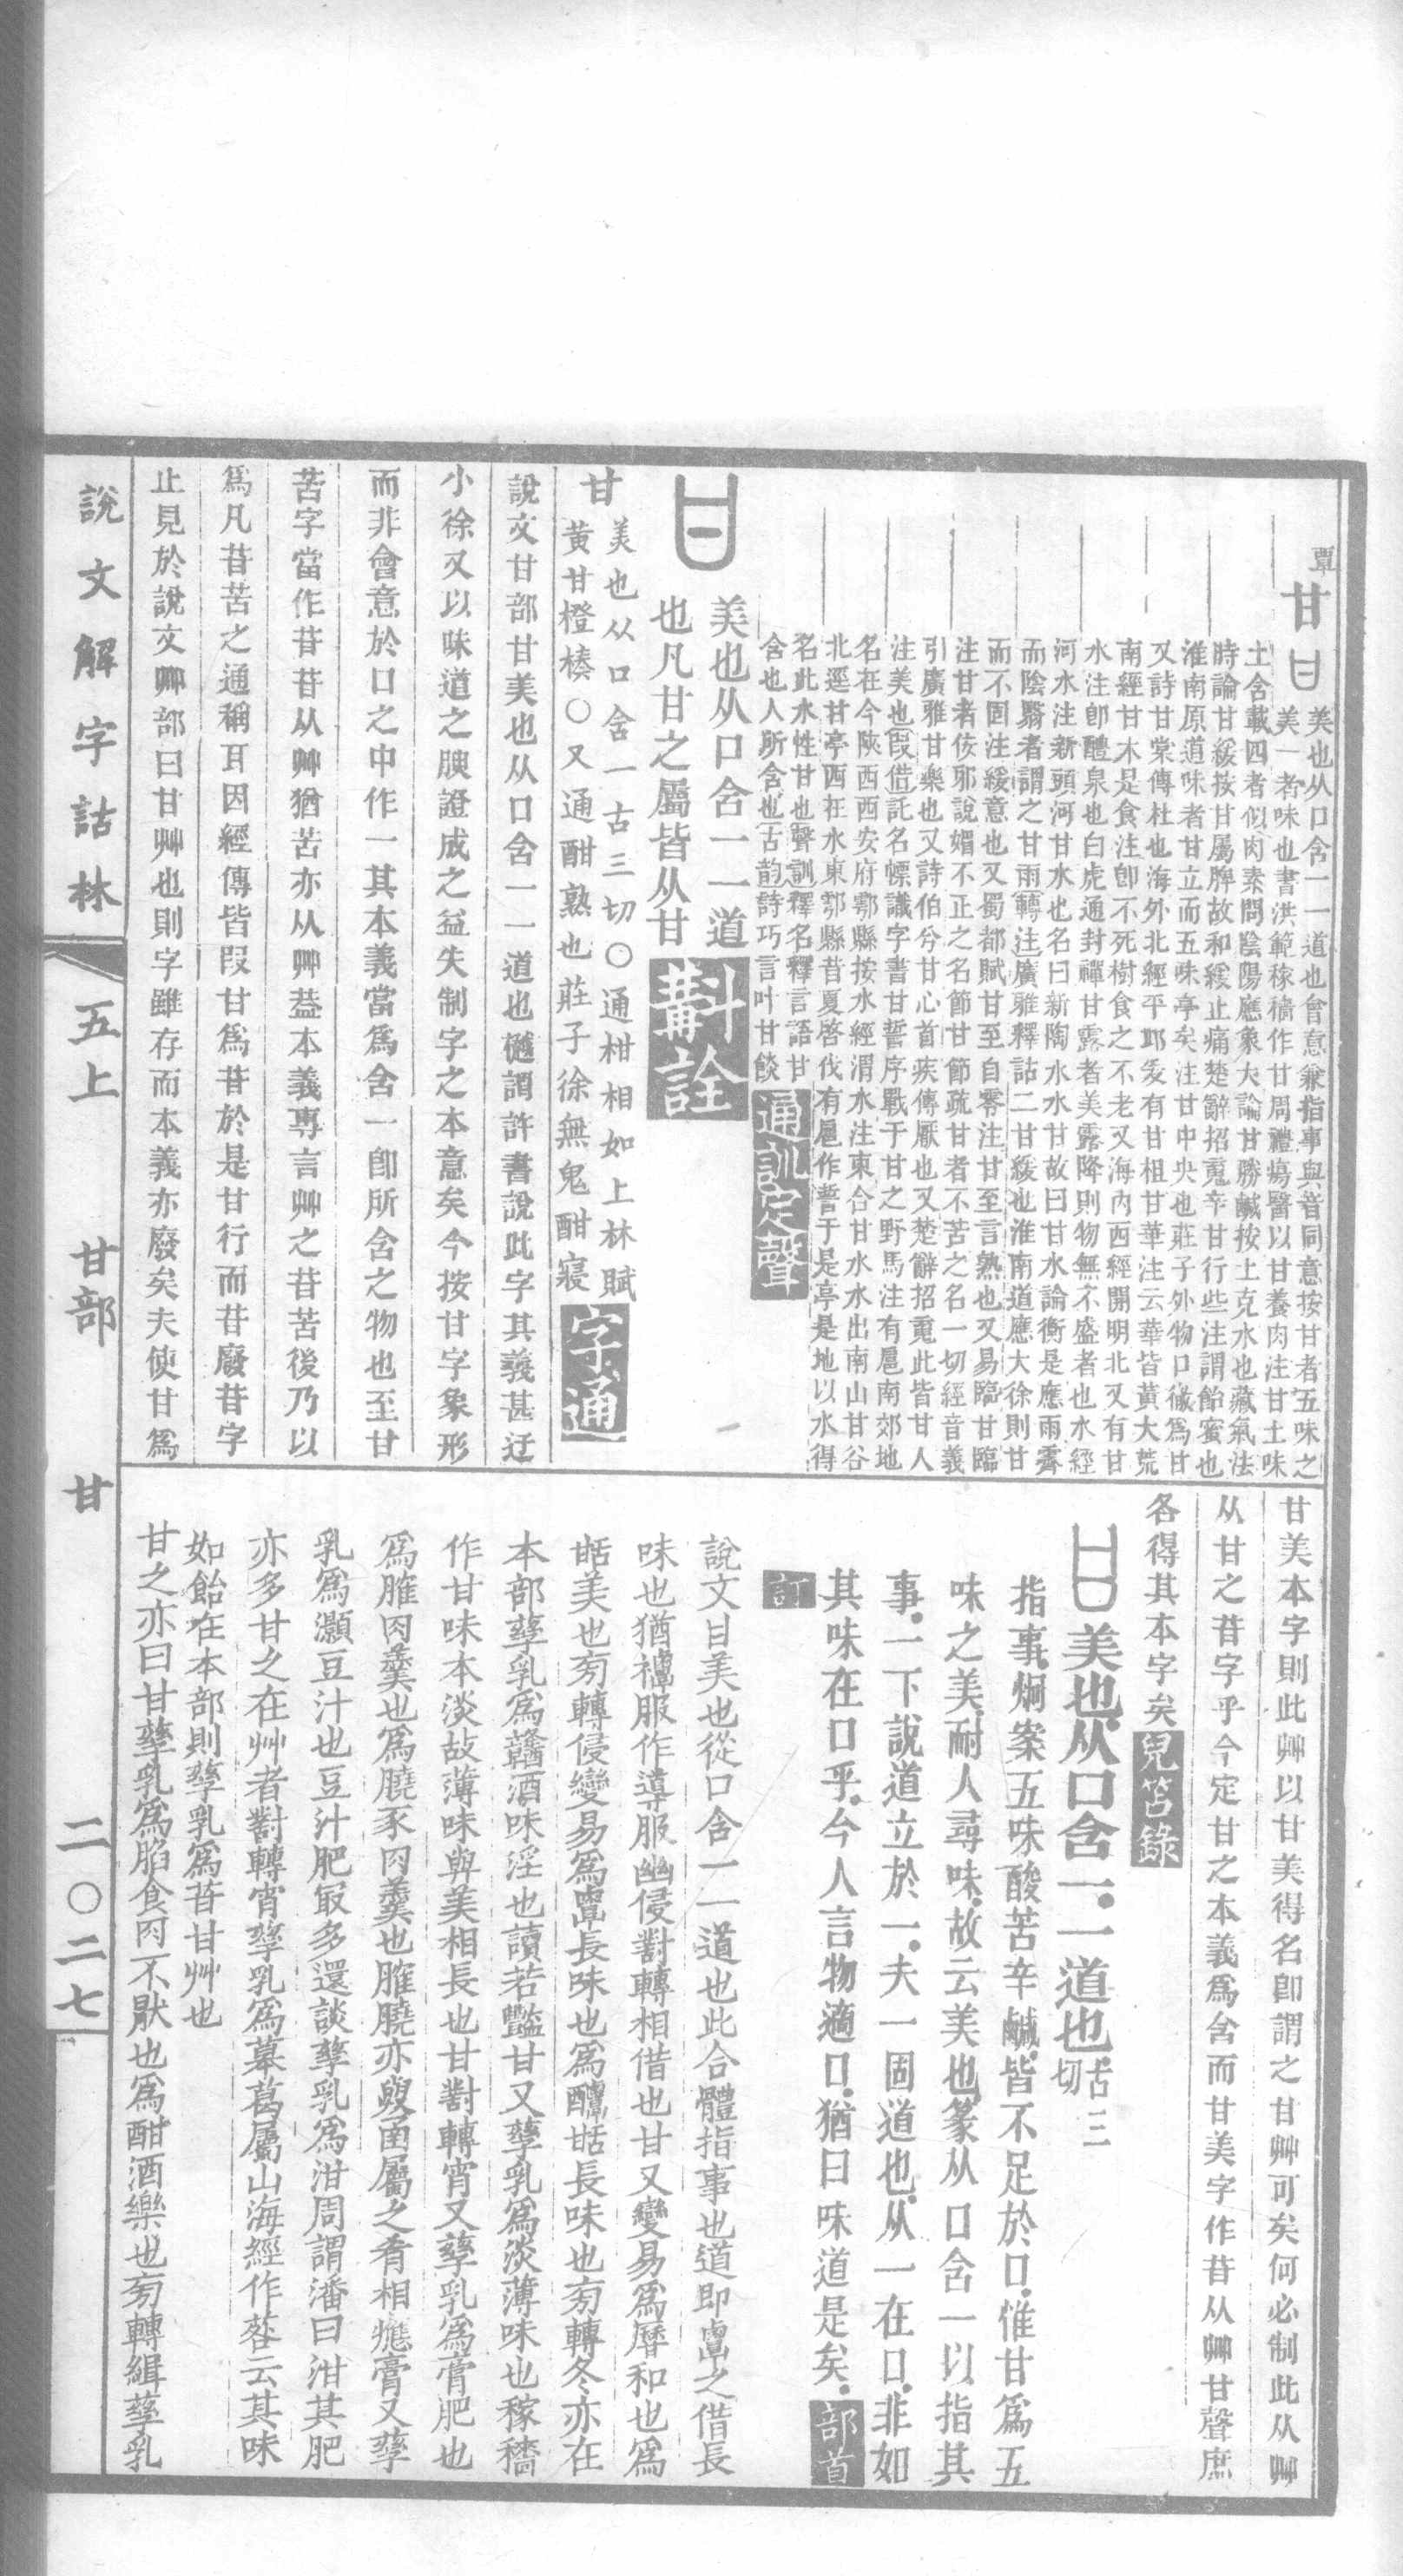 覃
甘
美也从口含一一道也會意兼指事與音同意按甘者五味之
美一者味也書洪範稼穡作甘周禮瘍醫以甘養肉注甘土味
土含載四者似肉素問陰陽應象大論甘勝鹹按土克水也藏氣法
時論甘緩按甘屬脾故和緩止痛楚辭招䰟辛甘行些注謂飴蜜也
淮南原道味者甘立而五味亭矣注甘中央也莊子外物口徹爲甘
又詩甘棠傳杜也海外北經平邱爰有甘柤甘華注云華皆黃大荒
南經甘木是食注卽不死樹食之不老又海內西經開明北又有甘
水注卽醴泉也白虎通封禪甘露者美露降則物無不盛者也水經
河水注新頭河甘水也名曰新陶水水甘故曰甘水論衡是應雨霽
而陰曀者謂之甘雨轉注廣雅釋詁二甘緩也淮南道應大徐則甘
而不固注緩意也又蜀都賦甘至自零注甘至言熟也又易臨甘臨
注甘者佞邪說媚不正之名節甘節疏甘者不苦之名一切經音義
引廣雅甘樂也又詩伯兮甘心首疾傳厭也又楚辭招䰟此皆甘人
注美也叚借託名幖識字書甘誓序戰于甘之野馬注有扈南郊地
名在今陝西西安府鄠縣按水經渭水注東合甘水水出南山甘谷
北逕甘亭西在水東鄠縣昔夏啓伐有扈作誓于是亭是地以水得
名此水性甘也聲訓釋名釋言語甘
含也人所含也古韵詩巧言叶甘餤
通訓定聲
美也从口含一一道
也凡甘之屬皆从甘
斠詮
甘
美也从口含一古三切○通柑相如上林賦
黃甘橙楱○又通酣熟也莊子徐無鬼酣寢
字通
說文甘部甘美也从口含一一道也樾謂許書說此字其義甚迂
小徐又以味道之腴證成之益失制字之本意矣今按甘字象形
而非會意於口之中作一其本義當爲含一卽所含之物也至甘
苦字當作苷苷从艸猶苦亦从艸葢本義專言艸之苷苦後乃以
爲凡苷苦之通稱耳因經傳皆叚甘爲苷於是甘行而苷廢苷字
止見於說文艸部曰甘艸也則字雖存而本義亦廢矣夫使甘爲
甘美本字則此艸以甘美得名卽謂之甘艸可矣何必制此从艸
从甘之苷字乎今定甘之本義爲含而甘美字作苷从艸甘聲庶
各得其本字矣
兒笘錄
美也从口含一一道也
古三切
指事炯案五味酸苦辛鹹皆不足於口惟甘爲五
味之美耐人尋味故云美也篆从口含一以指其
事一下說道立於一夫一固道也从一在口非如
其味在口乎今人言物適口猶曰味道是矣
部首訂
說文甘美也從口含一一道也此合體指事也道即覃之借長
味也猶禫服作導服幽侵對轉相借也甘又變易爲曆和也爲
甛美也旁轉侵變易爲覃長味也爲醰甛長味也旁轉冬亦在
本部孳乳爲䤘酒味淫也讀若豔甘又孳乳爲淡薄味也稼穡
作甘味本淡故薄味與美相長也甘對轉宵又孳乳爲膏肥也
爲臛肉羹也爲膮豕肉羹也臛膮亦與㐭屬之肴相應膏又孳
乳爲灝豆汁也豆汁肥最多還談孳乳爲泔周謂潘曰泔其肥
亦多甘之在艸者對轉宵孳乳爲蔂葛屬山海經作荅云其味
如飴在本部則孳乳爲苷甘艸也
甘之亦曰甘孳乳爲䐄食肉不猒也爲酣酒樂也旁轉緝孳乳
說文解字詁林
五上
甘部
甘
二〇二七